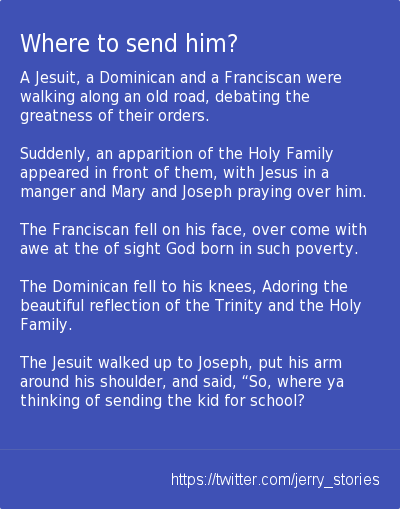 Where to send him?
A Jesuit, a Dominican and a Franciscan were
walking along an old road, debating the
greatness of their orders.
Suddenly, an apparition of the Holy Family
appeared in front of them, with Jesus in a
manger and Mary and Joseph praying over him.
The Franciscan fell on his face, over come with
awe at the of sight God born in such poverty.
The Dominican fell to his knees, Adoring the
beautiful reflection of the Trinity and the Holy
Family.
The Jesuit walked up to Joseph, put his arm
around his shoulder, and said, “So, where ya
thinking of sending the kid for school?
https://twitter.com/jerry_stories